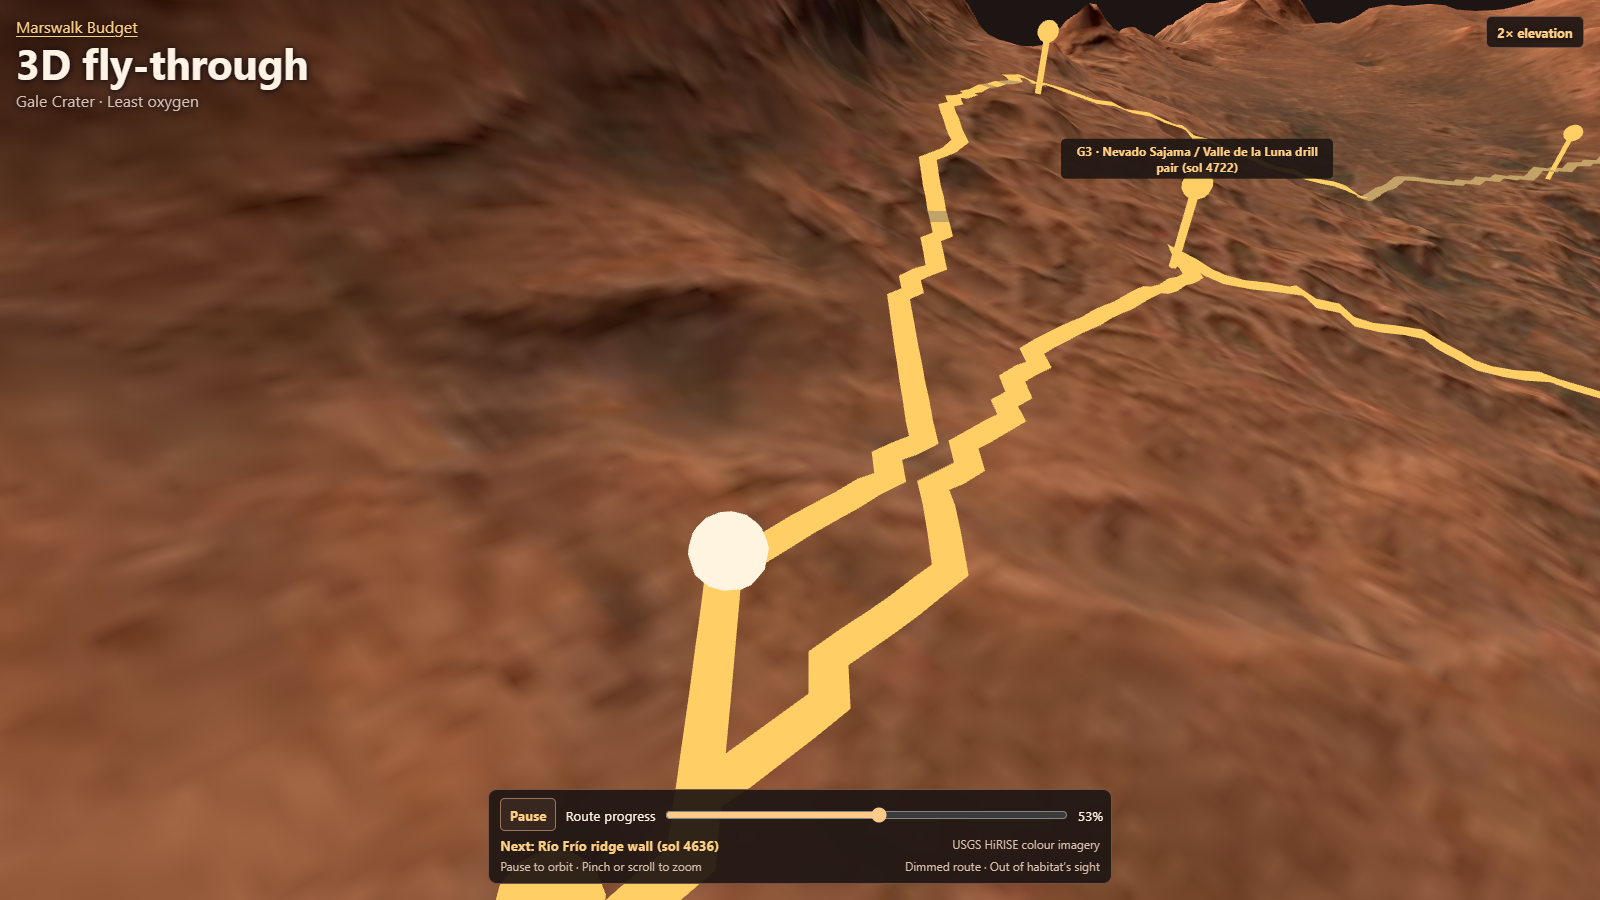 Marswalk Budget
3D fly-through
Gale Crater · Least oxygen
2× elevation
G3 · Nevado Sajama / Valle de la Luna drill
pair (sol 4722)
Pause
Route progress
53%
Next: Río Frío ridge wall (sol 4636)
USGS HiRISE colour imagery
Pause to orbit · Pinch or scroll to zoom
Dimmed route · Out of habitat's sight